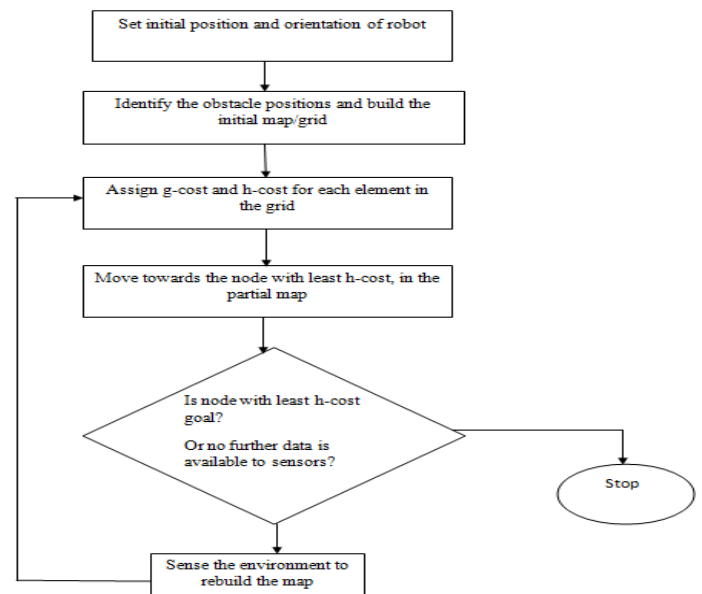 Set initial position and orientation of robot
Identify the obstacle positions and build the
initial map/grid
Assign g-cost and h-cost for each element in
the grid
Move towards the node with least h-cost, in the
partial map
Is node with least h-cost
goal?
Or no further data is
available to sensors?
Stop
Sense the environment to
rebuild the map